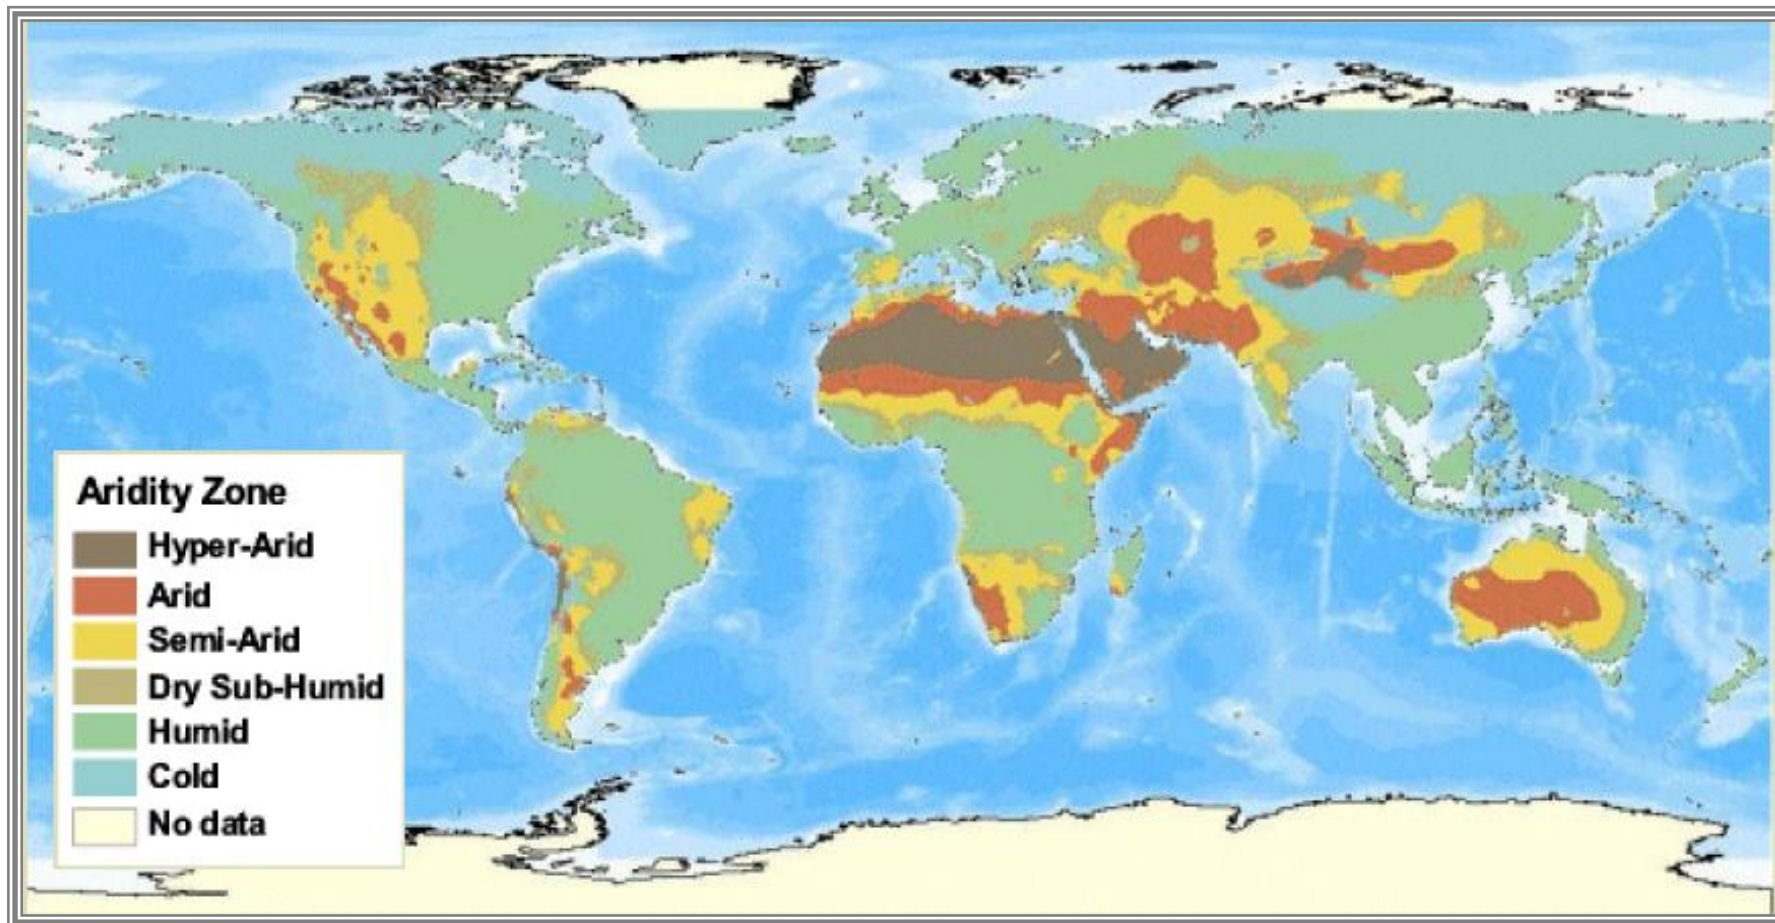 Aridity Zone
Hyper-Arid
Arid
Semi-Arid
Dry Sub-Humid
Humid
Cold
No data